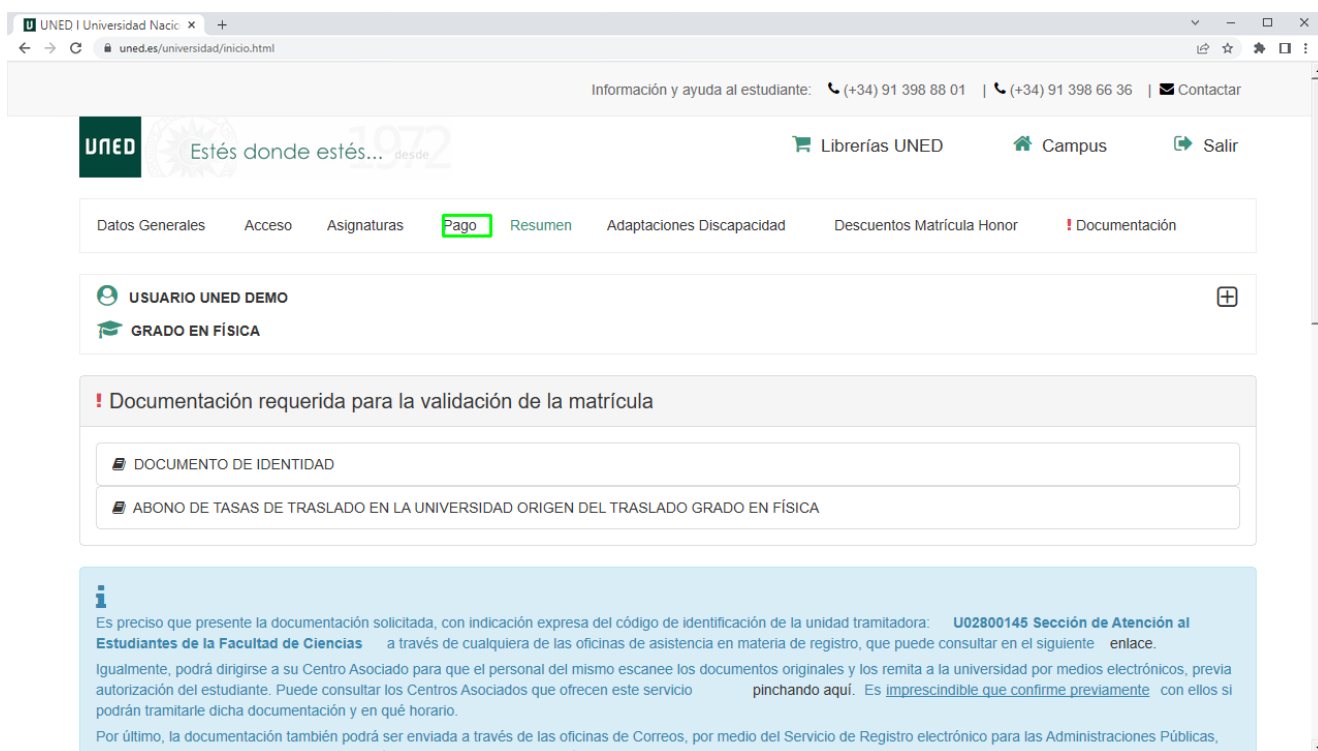 UNED I Universidad Nacio
uned.es/universidad/inicio.html
Información y ayuda al estudiante: (+34) 91 398 88 01 | (+34) 91 398 66 36 | Contactar
UNED
Estés donde estés... desde 1972
Librerías UNED Campus Salir
Datos Generales Acceso Asignaturas Pago Resumen Adaptaciones Discapacidad Descuentos Matrícula Honor ! Documentación
USUARIO UNED DEMO
GRADO EN FÍSICA
! Documentación requerida para la validación de la matrícula
DOCUMENTO DE IDENTIDAD
ABONO DE TASAS DE TRASLADO EN LA UNIVERSIDAD ORIGEN DEL TRASLADO GRADO EN FÍSICA
Es preciso que presente la documentación solicitada, con indicación expresa del código de identificación de la unidad tramitadora: U02800145 Sección de Atención al
Estudiantes de la Facultad de Ciencias a través de cualquiera de las oficinas de asistencia en materia de registro, que puede consultar en el siguiente enlace.
Igualmente, podrá dirigirse a su Centro Asociado para que el personal del mismo escanee los documentos originales y los remita a la universidad por medios electrónicos, previa
autorización del estudiante. Puede consultar los Centros Asociados que ofrecen este servicio pinchando aquí. Es imprescindible que confirme previamente con ellos si
podrán tramitarle dicha documentación y en qué horario.
Por último, la documentación también podrá ser enviada a través de las oficinas de Correos, por medio del Servicio de Registro electrónico para las Administraciones Públicas,